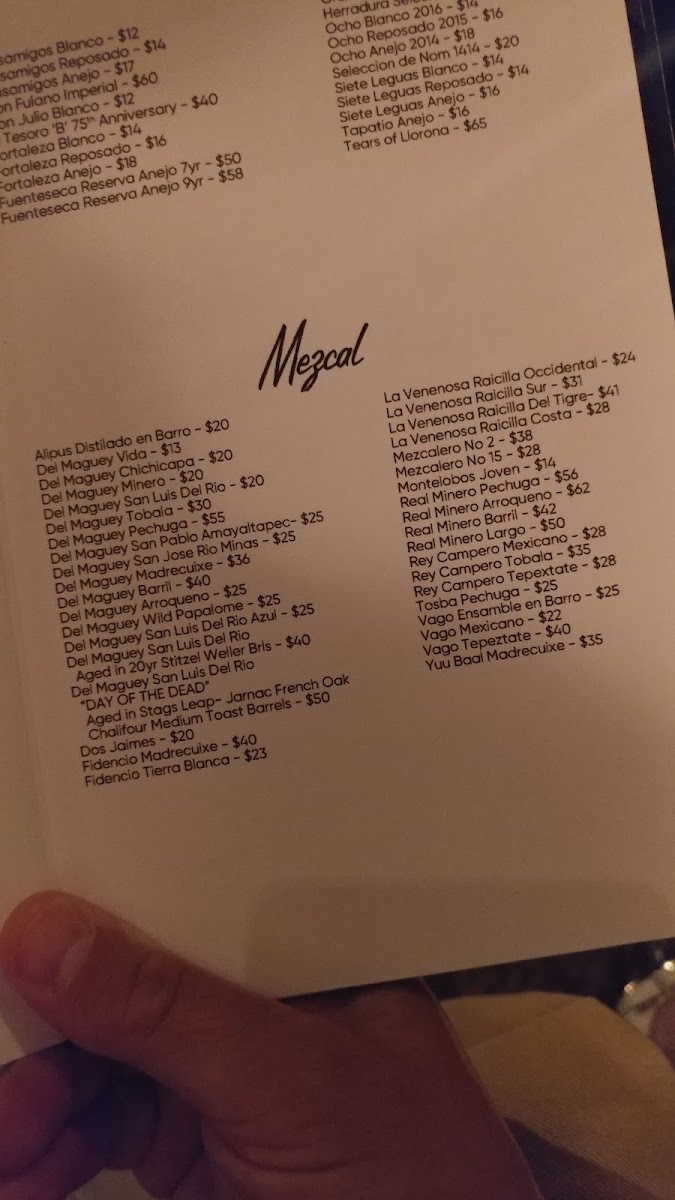 samigos Blanco - $12
samigos Reposado - $14
samigos Anejo - $17
on Fulano Imperial - $60
on Julio Blanco - $12
Tesoro 'B' 75th Anniversary - $40
ortaleza Blanco - $14
ortaleza Reposado - $16
Fortaleza Anejo - $18
Fuenteseca Reserva Anejo 7yr - $50
Fuenteseca Reserva Anejo 9yr - $58
Herradura
Ocho Blanco 2016 - $14
Ocho Reposado 2015 - $16
Ocho Anejo 2014 - $18
Seleccion de Nom 1414 - $20
Siete Leguas Blanco - $14
Siete Leguas Reposado - $14
Siete Leguas Anejo - $16
Tapatio Anejo - $16
Tears of Llorona - $65
Mezcal
Alipus Distilado en Barro - $20
Del Maguey Vida - $13
Del Maguey Chichicapa - $20
Del Maguey Minero - $20
Del Maguey San Luis Del Rio - $20
Del Maguey Tobala - $30
Del Maguey Pechuga - $55
Del Maguey San Pablo Amayaltapec- $25
Del Maguey San Jose Rio Minas - $25
Del Maguey Madrecuixe - $36
Del Maguey Barril - $40
Del Maguey Arroqueno - $25
Del Maguey Wild Papalome - $25
Del Maguey San Luis Del Rio Azul - $25
Del Maguey San Luis Del Rio
Aged in 20yr Stitzel Weller Brls - $40
Del Maguey San Luis Del Rio
"DAY OF THE DEAD"
Aged in Stags Leap- Jarnac French Oak
Chalifour Medium Toast Barrels - $50
Dos Jaimes - $20
Fidencio Madrecuixe - $40
Fidencio Tierra Blanca - $23
La Venenosa Raicilla Occidental - $24
La Venenosa Raicilla Sur - $31
La Venenosa Raicilla Del Tigre- $41
La Venenosa Raicilla Costa - $28
Mezcalero No 2 - $38
Mezcalero No 15 - $28
Montelobos Joven - $14
Real Minero Pechuga - $56
Real Minero Arroqueno - $62
Real Minero Barril - $42
Real Minero Largo - $50
Rey Campero Mexicano - $28
Rey Campero Tobala - $35
Rey Campero Tepextate - $28
Tosba Pechuga - $25
Vago Ensamble en Barro - $25
Vago Mexicano - $22
Vago Tepeztate - $40
Yuu Baal Madrecuixe - $35